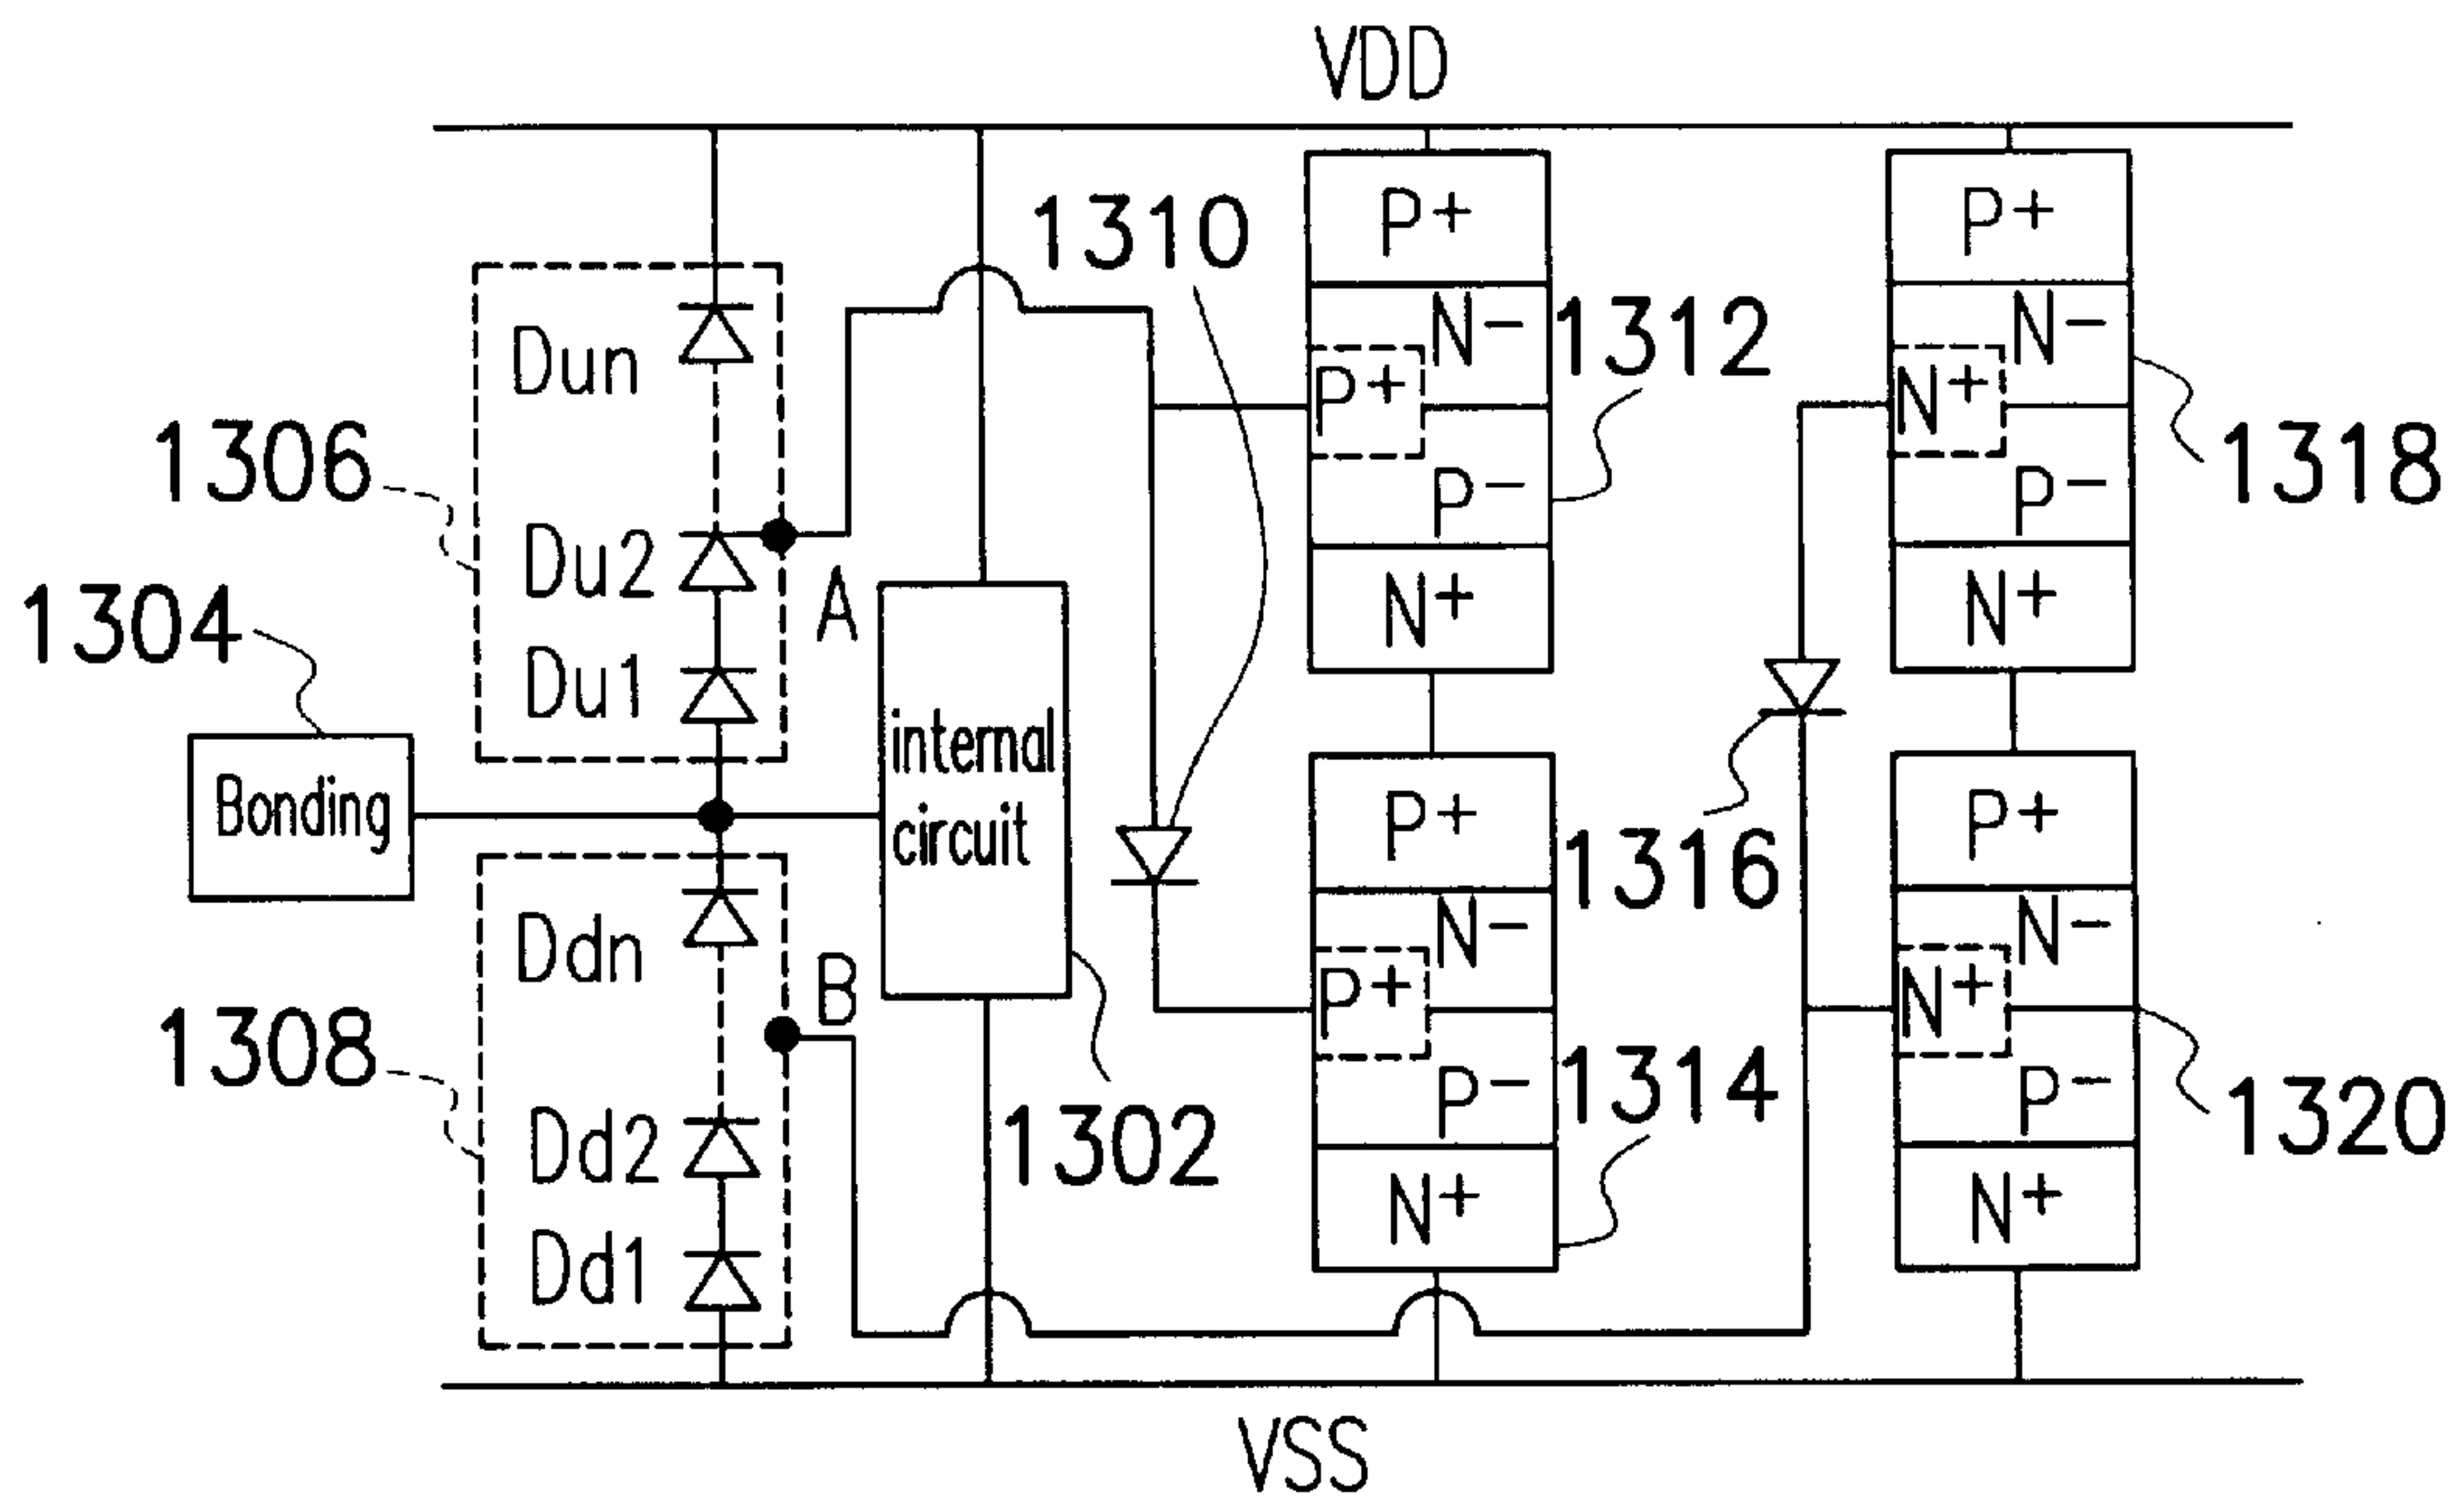 VDD
1310
P+
P+
N-
1312
N-
Dun
P+
N+
1306
1318
P-
P-
Du2
A
N+
N+
1304
Du1
internal
circuit
Bonding
P+
P+
1316
N-
N-
Ddn
B
P+
N+
1308
1314
P-
P-
1320
Dd2
1302
N+
N+
Dd1
VSS